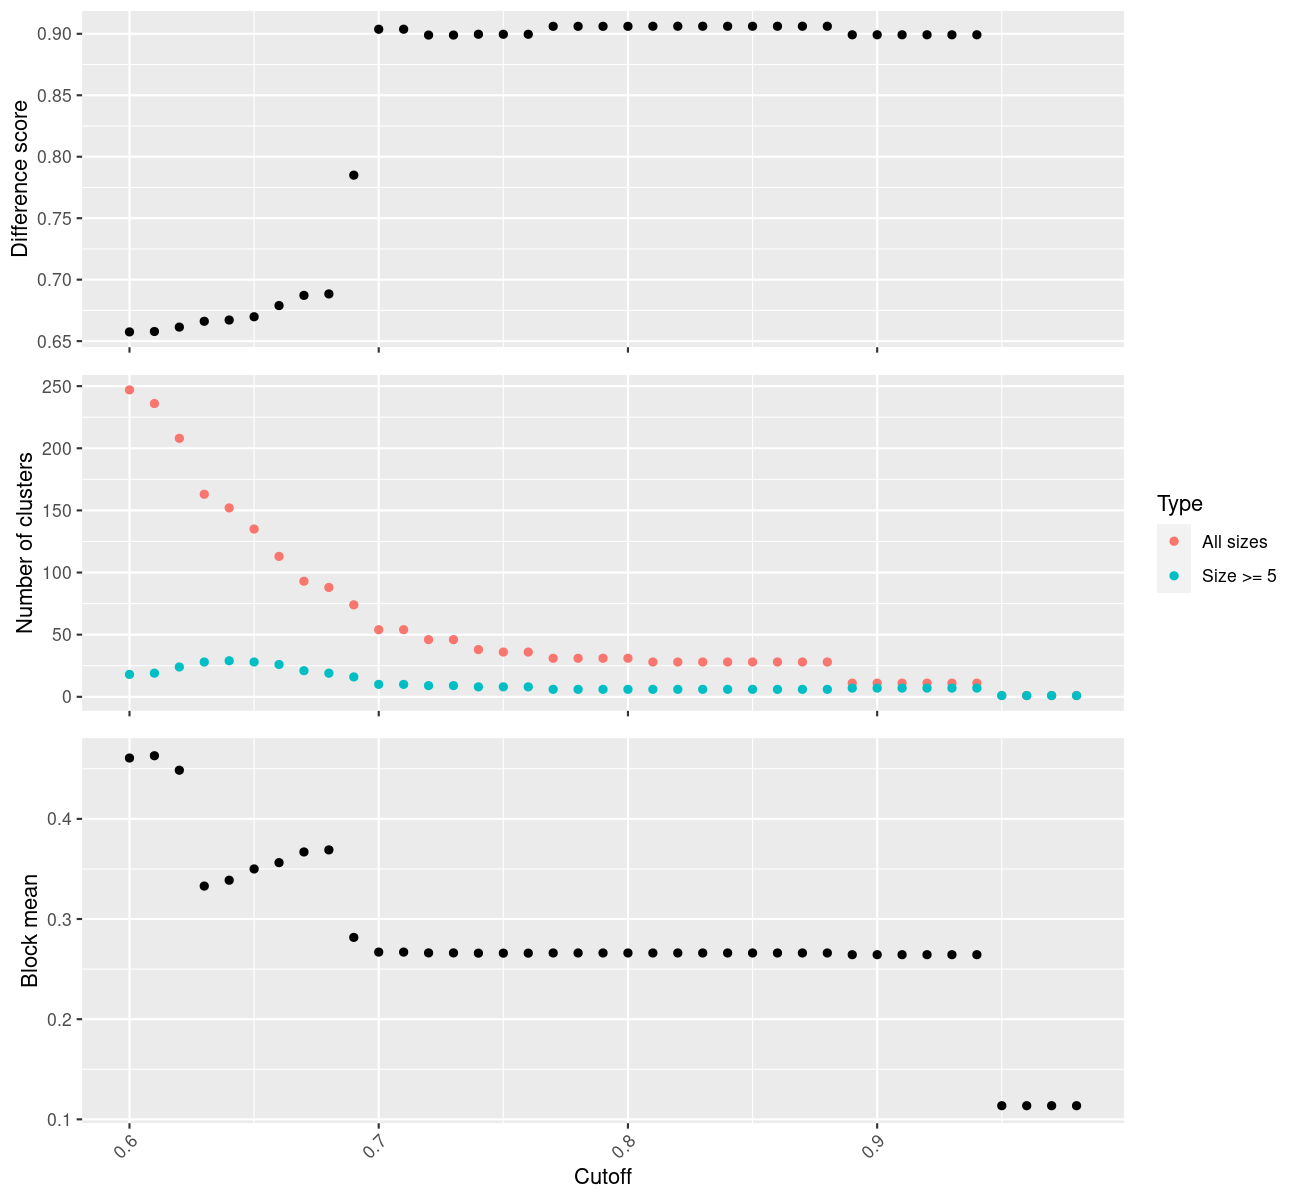 Difference score
0.90
0.85
0.80
0.75
0.70
0.65
Number of clusters
250
200
150
100
50
0
Type
All sizes
Size >= 5
Block mean
0.4
0.3
0.2
0.1
0.6
0.7
0.8
0.9
Cutoff